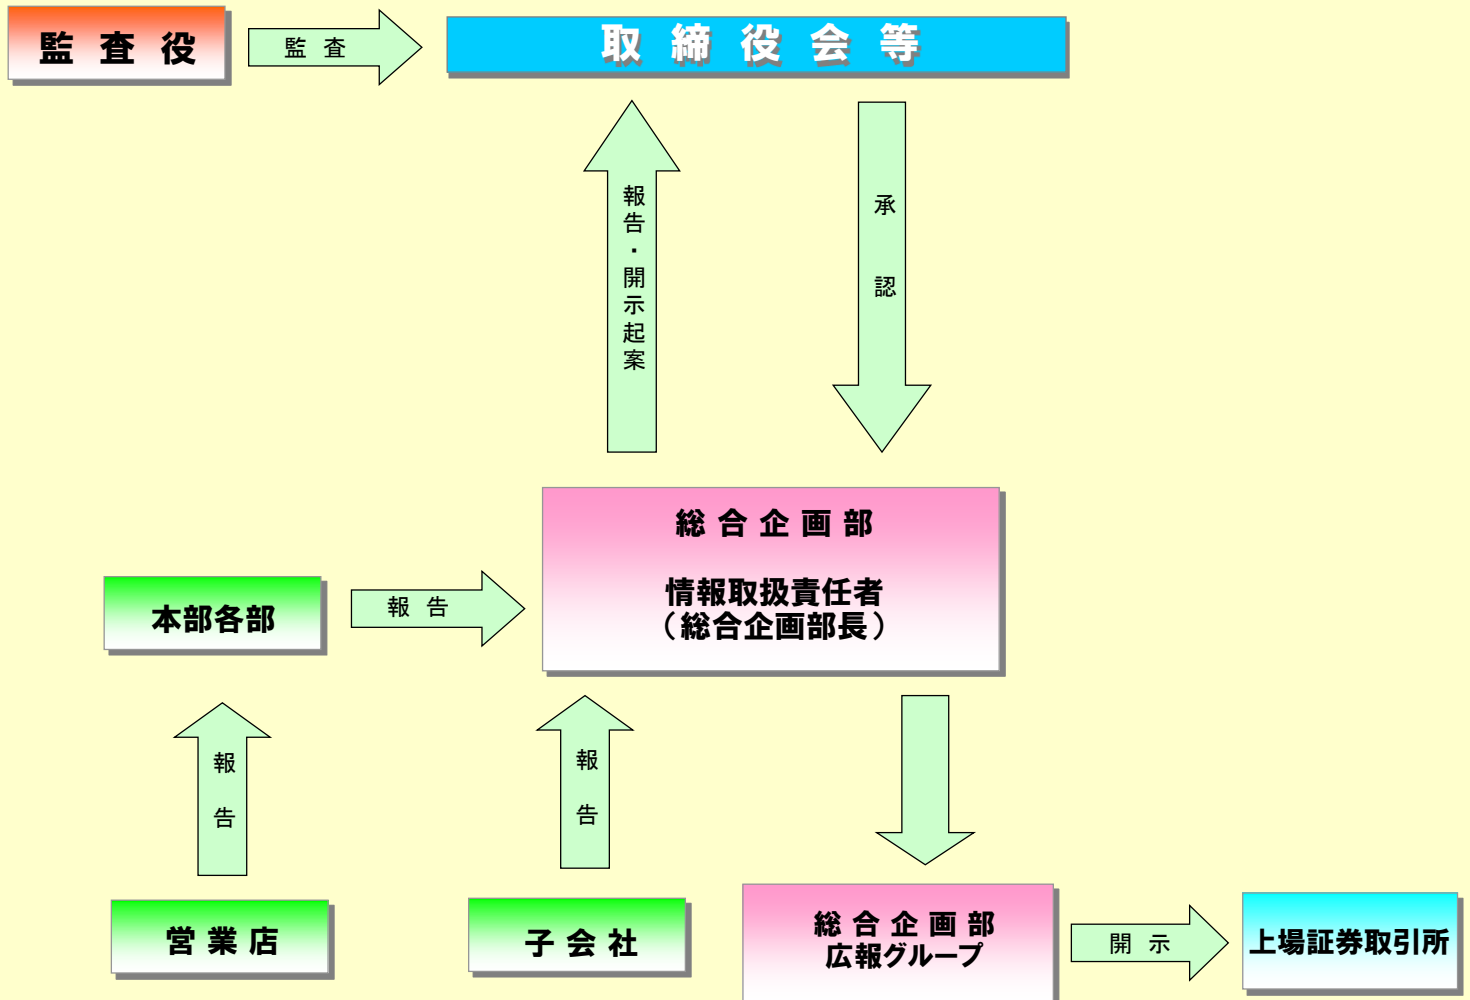 監査役
監査
取締役会等
報告・開示起案
承認
総合企画部
情報取扱責任者
（総合企画部長）
本部各部
報告
報告
報告
営業店
子会社
総合企画部
広報グループ
開示
上場証券取引所